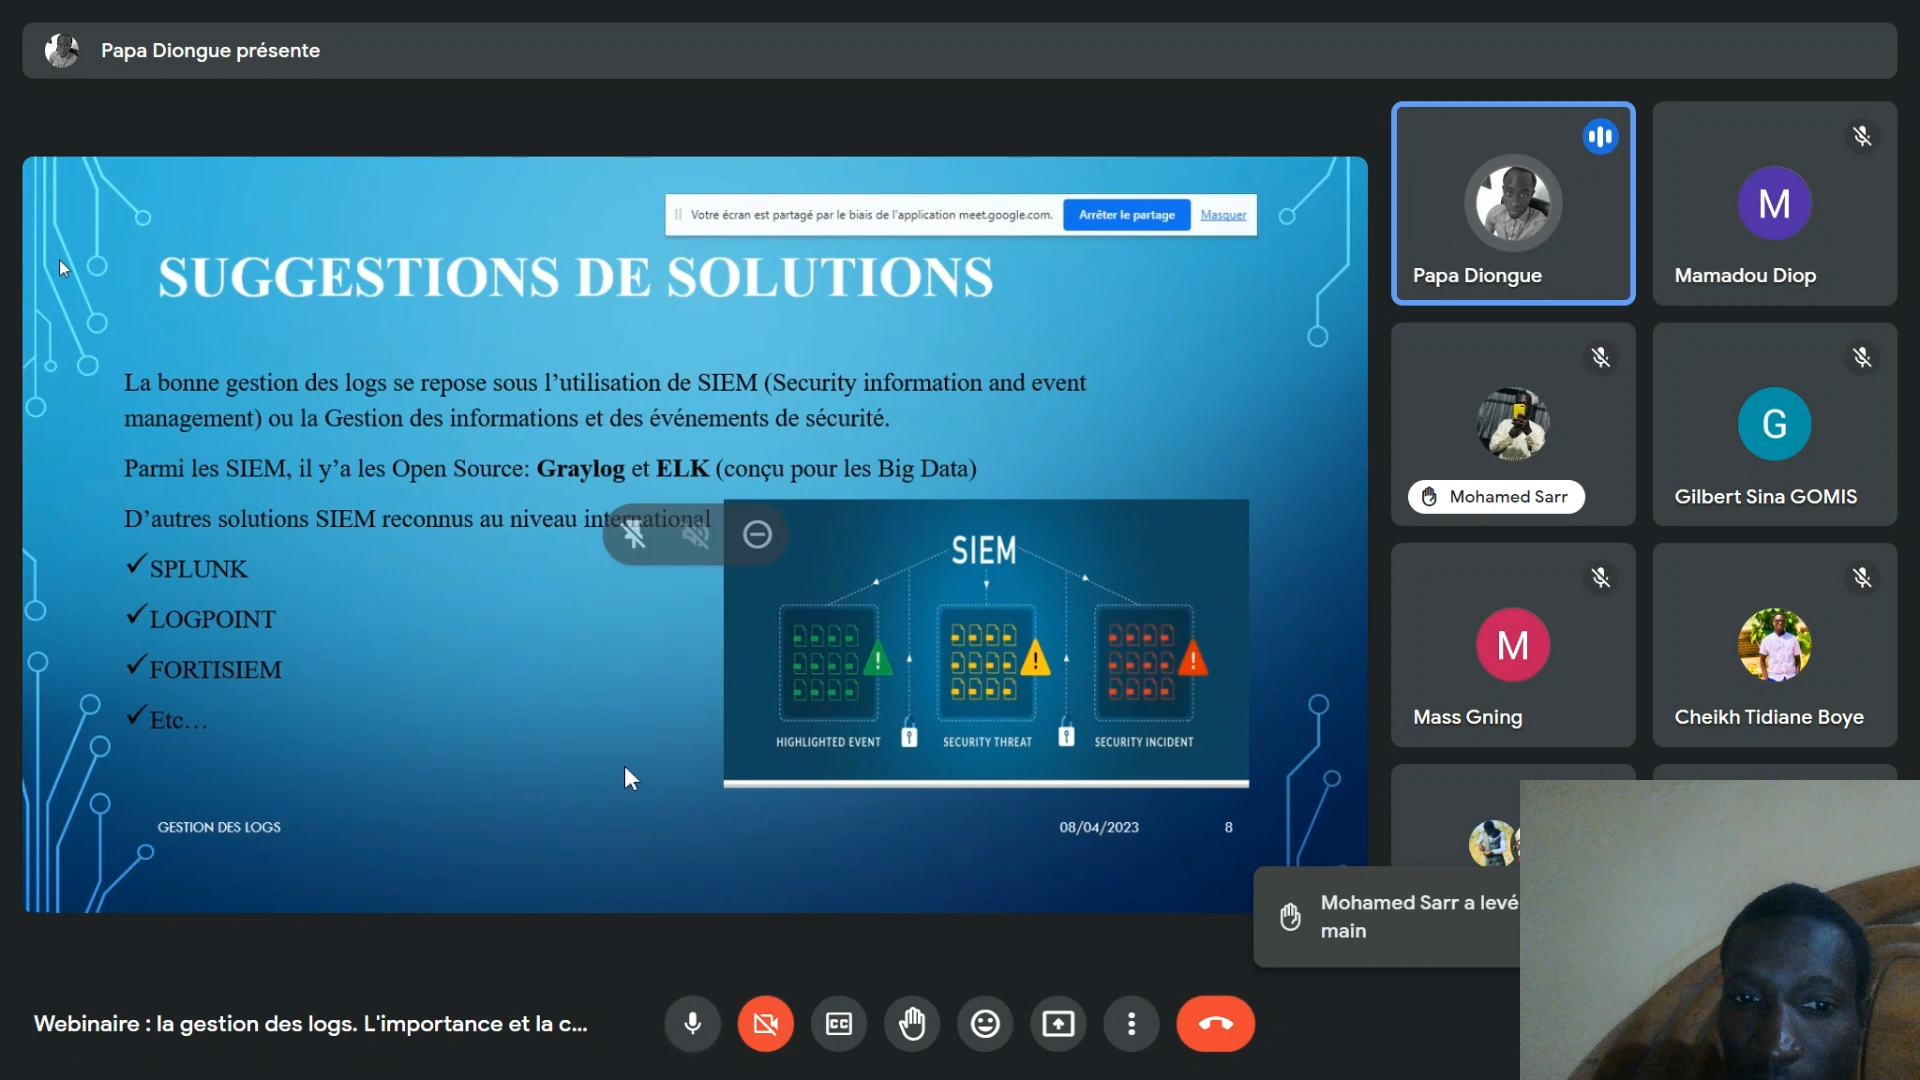 Papa Diongue présente
Votre écran est partagé par le biais de l'application meet.google.com.
Arrêter le partage
Masquer
SUGGESTIONS DE SOLUTIONS
La bonne gestion des logs se repose sous l'utilisation de SIEM (Security information and event
management) ou la Gestion des informations et des événements de sécurité.
Parmi les SIEM, il y'a les Open Source: Graylog et ELK (conçu pour les Big Data)
D'autres solutions SIEM reconnus au niveau international
SPLUNK
LOGPOINT
FORTISIEM
Etc…
SIEM
HIGHLIGHTED EVENT
SECURITY THREAT
SECURITY INCIDENT
GESTION DES LOGS
08/04/2023
8
Papa Diongue
M
Mamadou Diop
Mohamed Sarr
G
Gilbert Sina GOMIS
M
Mass Gning
Cheikh Tidiane Boye
Mohamed Sarr a levé
main
Webinaire : la gestion des logs. L'importance et la c...
CC